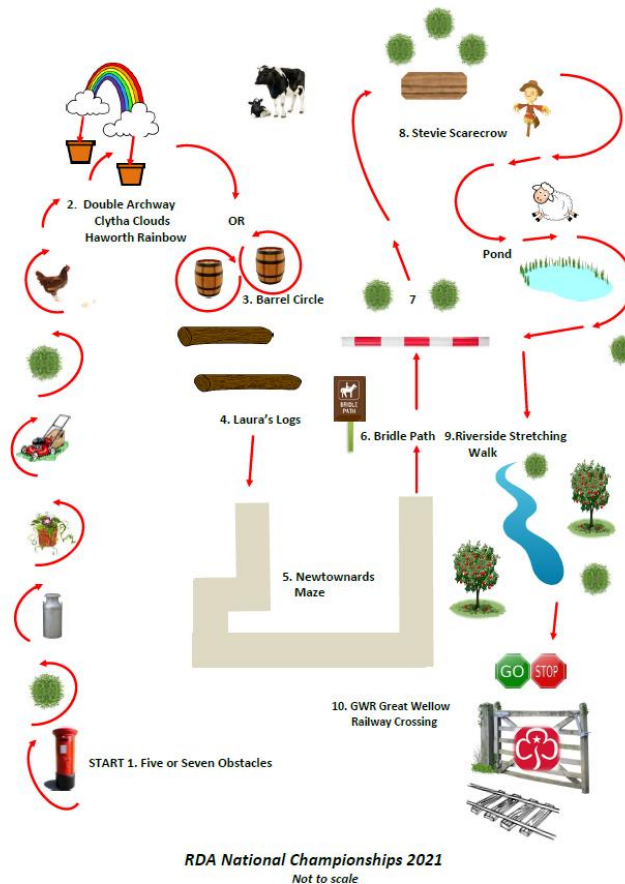 8. Stevie Scarecrow
2. Double Archway
Clytha Clouds
Haworth Rainbow
OR
Pond
3. Barrel Circle
7
BRIDLE
PATH
4. Laura's Logs
6. Bridle Path
9.Riverside Stretching
Walk
5. Newtownards
Maze
GO
STOP
10. GWR Great Wellow
Railway Crossing
START 1. Five or Seven Obstacles
RDA National Championships 2021
Not to scale